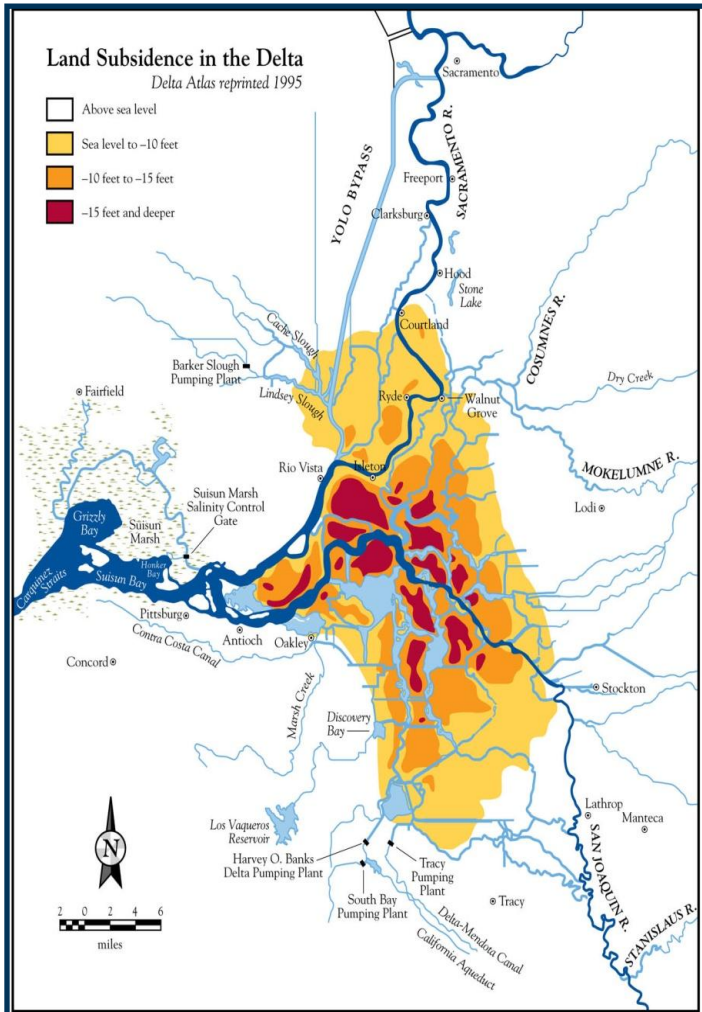 Land Subsidence in the Delta
Delta Atlas reprinted 1995
Above sea level
Sea level to –10 feet
–10 feet to –15 feet
–15 feet and deeper
Sacramento
YOLO BYPASS
SACRAMENTO R.
Freeport
Clarksburg
Hood
Stone
Lake
Courtland
COSUMNES R.
Cache Slough
Barker Slough
Pumping Plant
Lindsey Slough
Fairfield
Ryde
Walnut
Grove
Dry Creek
MOKELUMNE R.
Rio Vista
Isleton
Lodi
Suisun Marsh
Salinity Control
Gate
Grizzly
Bay
Suisun
Marsh
Honker
Bay
Carquinez
Straits
Suisun Bay
Pittsburg
Antioch
Oakley
Contra Costa Canal
Concord
Marsh Creek
Stockton
Discovery
Bay
Los Vaqueros
Reservoir
Harvey O. Banks
Delta Pumping Plant
Tracy
Pumping
Plant
South Bay
Pumping Plant
Lathrop
Manteca
SAN JOAQUIN R.
Tracy
Delta-Mendota Canal
California Aqueduct
STANISLAUS R.
N
2 0 2 4 6
miles